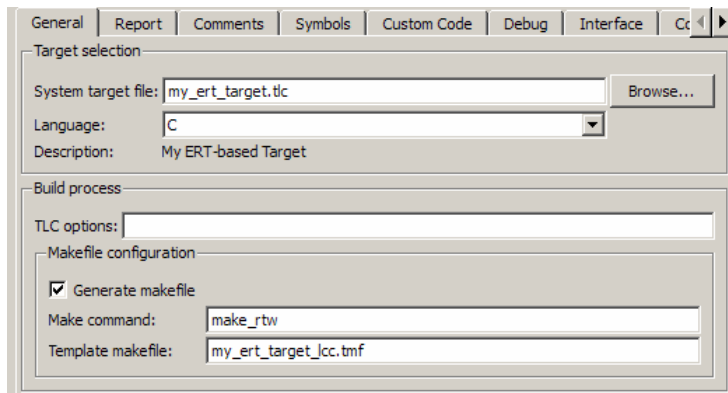 General Report Comments Symbols Custom Code Debug Interface
Target selection
System target file: my_ert_target.tlc Browse...
Language: C
Description: My ERT-based Target
Build process
TLC options:
Makefile configuration
Generate makefile
Make command: make_rtw
Template makefile: my_ert_target_lcc.tmf